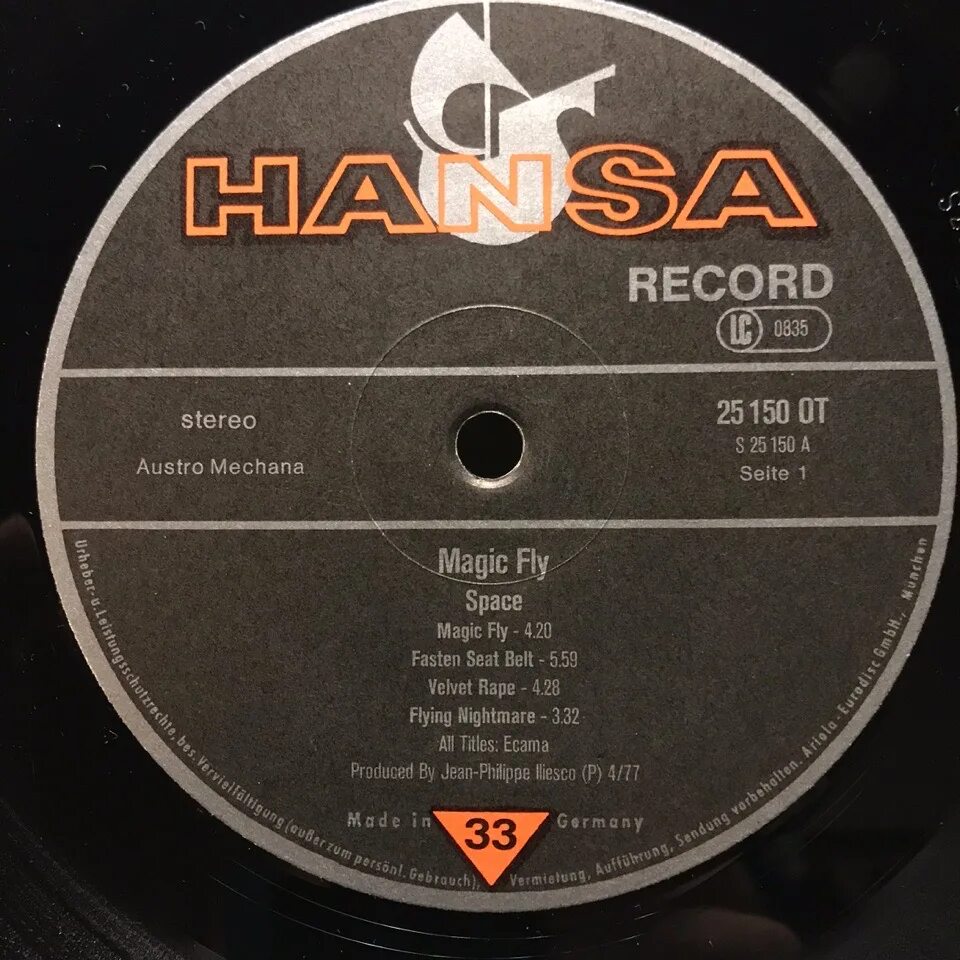 HANSA
RECORD
LC 0835
stereo
25 150 OT
S 25 150 A
Austro Mechana
Seite 1
Magic Fly
Space
Magic Fly - 4.20
Fasten Seat Belt - 5.59
Velvet Rape - 4.28
Flying Nightmare - 3.32
All Titles: Ecama
Produced By Jean-Philippe Iliesco (P) 4/77
Made in 33 Germany
Urheber- u. Leistungsschutzrechte, bes. Vervielfältigung (außer zum persönl. Gebrauch), Vermietung, Aufführung, Sendung vorbehalten. Ariola-Eurodisc GmbH., München